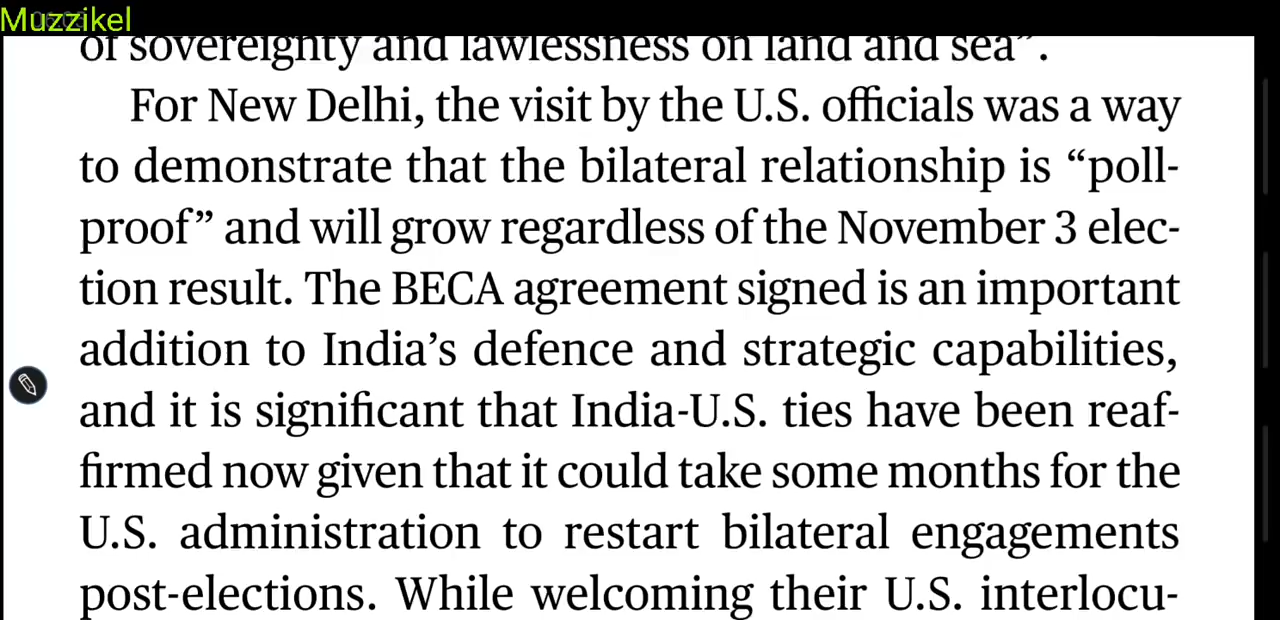 Muzzikel
of sovereignty and lawlessness on land and sea”.
For New Delhi, the visit by the U.S. officials was a way
to demonstrate that the bilateral relationship is “poll-
proof” and will grow regardless of the November 3 elec-
tion result. The BECA agreement signed is an important
addition to India’s defence and strategic capabilities,
and it is significant that India-U.S. ties have been reaf-
firmed now given that it could take some months for the
U.S. administration to restart bilateral engagements
post-elections. While welcoming their U.S. interlocu-